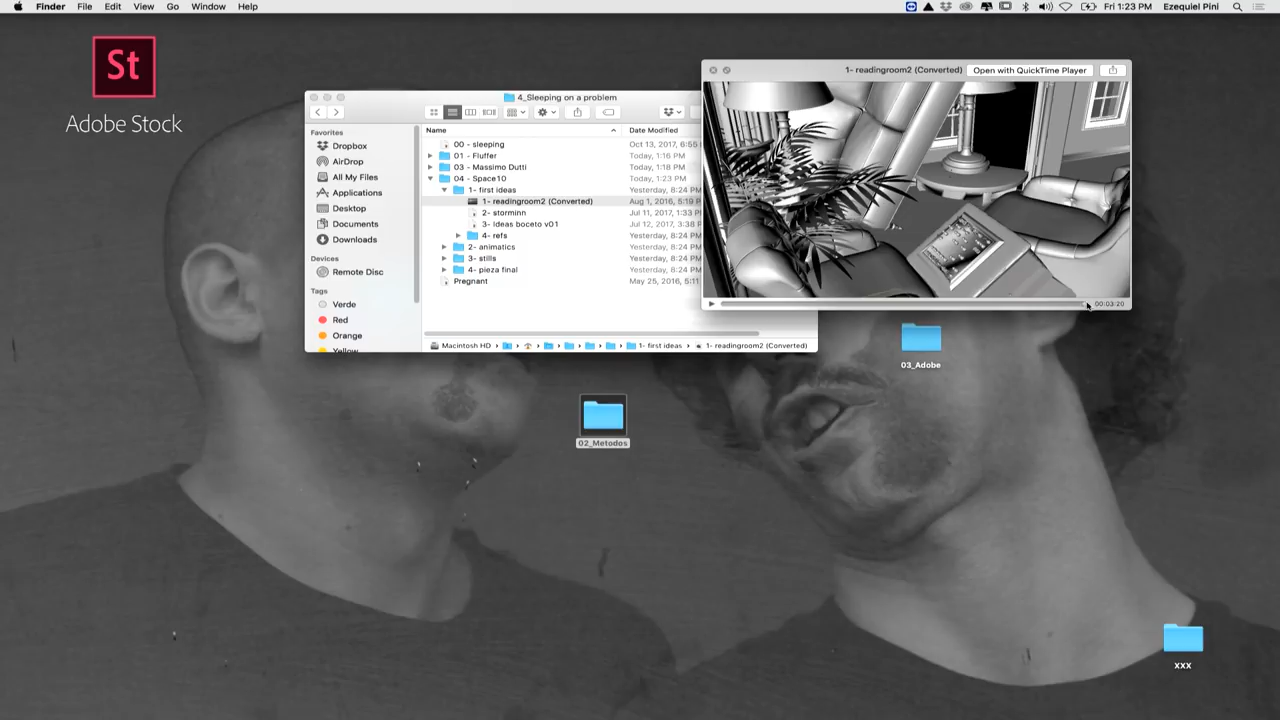 Finder File Edit View Go Window Help
Fri 1:23 PM Ezequiel Pini
St
Adobe Stock
4_Sleeping on a problem
Favorites
Dropbox
AirDrop
All My Files
Applications
Desktop
Documents
Downloads
Devices
Remote Disc
Tags
Verde
Red
Orange
Yellow
Name Date Modified
00 - sleeping Oct 13, 2017, 6:55
01 - Fluffer Today, 1:16 PM
03 - Massimo Dutti Today, 1:18 PM
04 - Space10 Today, 1:23 PM
1- first ideas Yesterday, 8:24 PM
1- readingroom2 (Converted) Aug 1, 2016, 5:19 P
2- storminn Jul 11, 2017, 1:33 P
3- Ideas boceto v01 Jul 12, 2017, 3:38 P
4- refs Yesterday, 8:24 PM
2- animatics Yesterday, 8:24 PM
3- stills Yesterday, 8:24 PM
4- pieza final Yesterday, 8:24 PM
Pregnant May 25, 2016, 5:11
Macintosh HD › 1- first ideas › 1- readingroom2 (Converted)
1- readingroom2 (Converted) Open with QuickTime Player
00:03:20
03_Adobe
02_Metodos
xxx